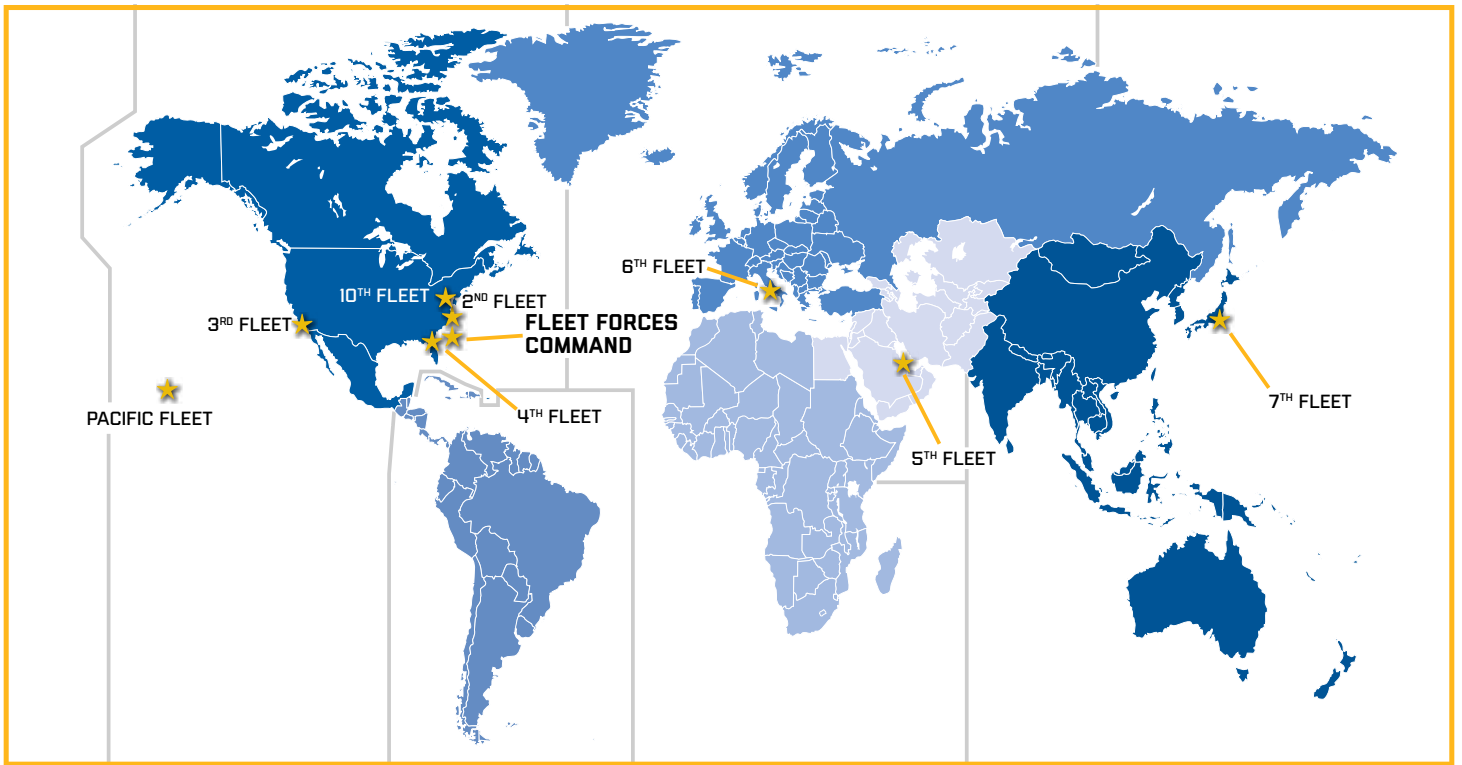 6TH FLEET
10TH FLEET
2ND FLEET
3RD FLEET
FLEET FORCES
COMMAND
PACIFIC FLEET
4TH FLEET
7TH FLEET
5TH FLEET